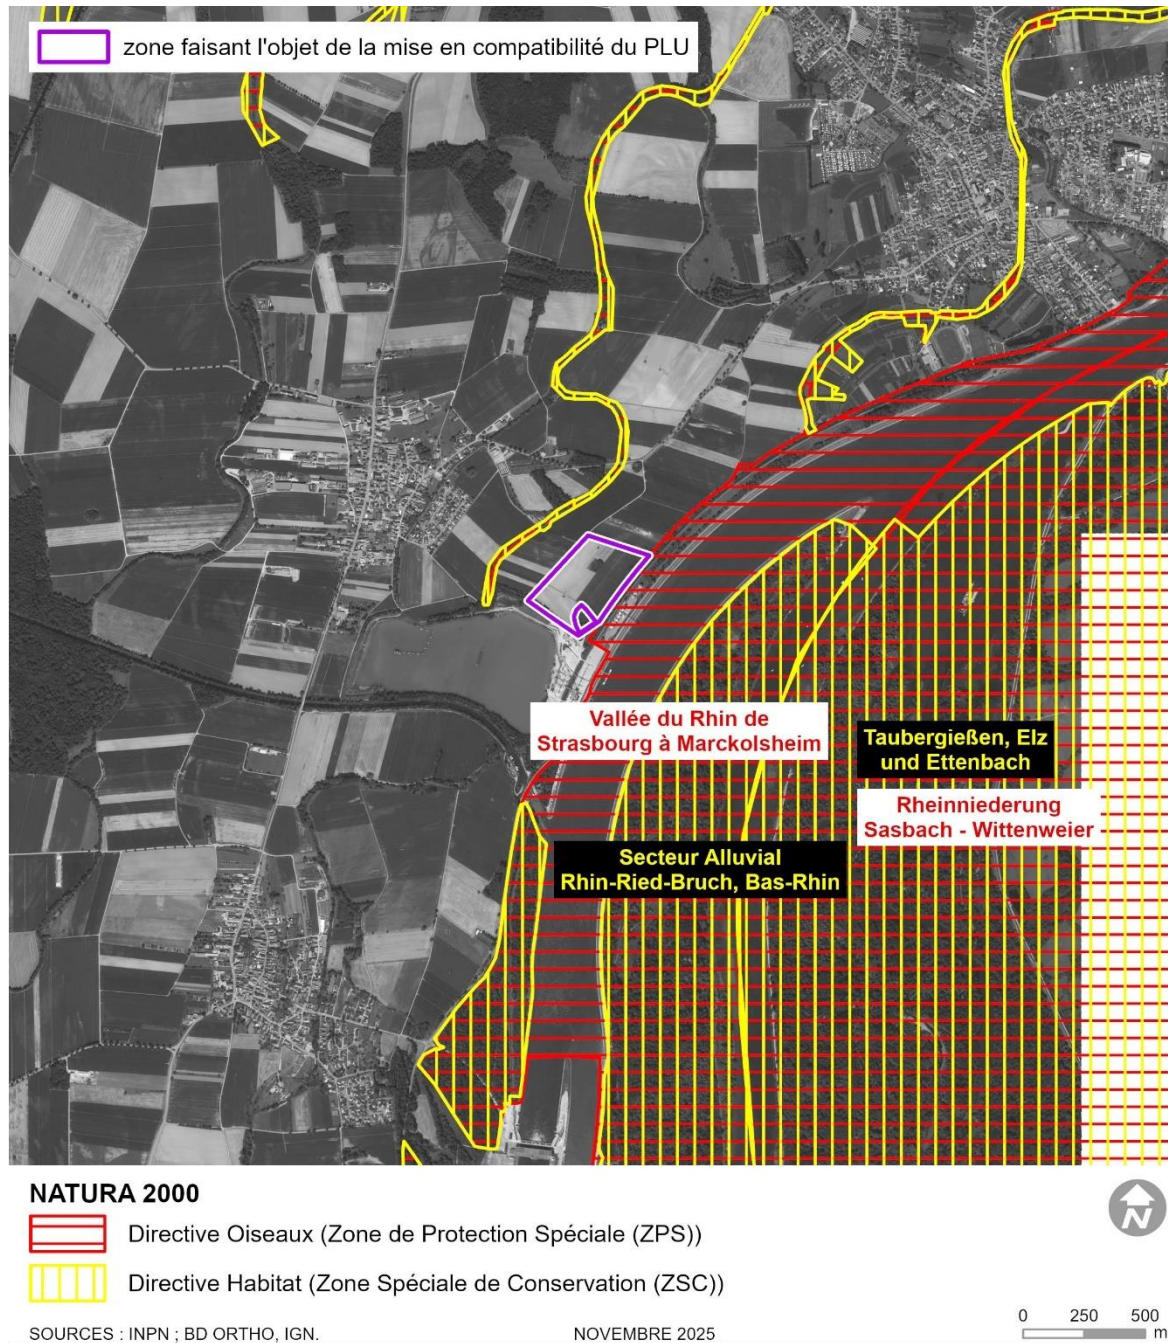 zone faisant l'objet de la mise en compatibilité du PLU
Vallée du Rhin de
Strasbourg à Marckolsheim
Taubergießen, Elz
und Ettenbach
Rheinniederung
Sasbach - Wittenweier
Secteur Alluvial
Rhin-Ried-Bruch, Bas-Rhin
NATURA 2000
Directive Oiseaux (Zone de Protection Spéciale (ZPS))
Directive Habitat (Zone Spéciale de Conservation (ZSC))
N
0 250 500
m
SOURCES : INPN ; BD ORTHO, IGN.
NOVEMBRE 2025